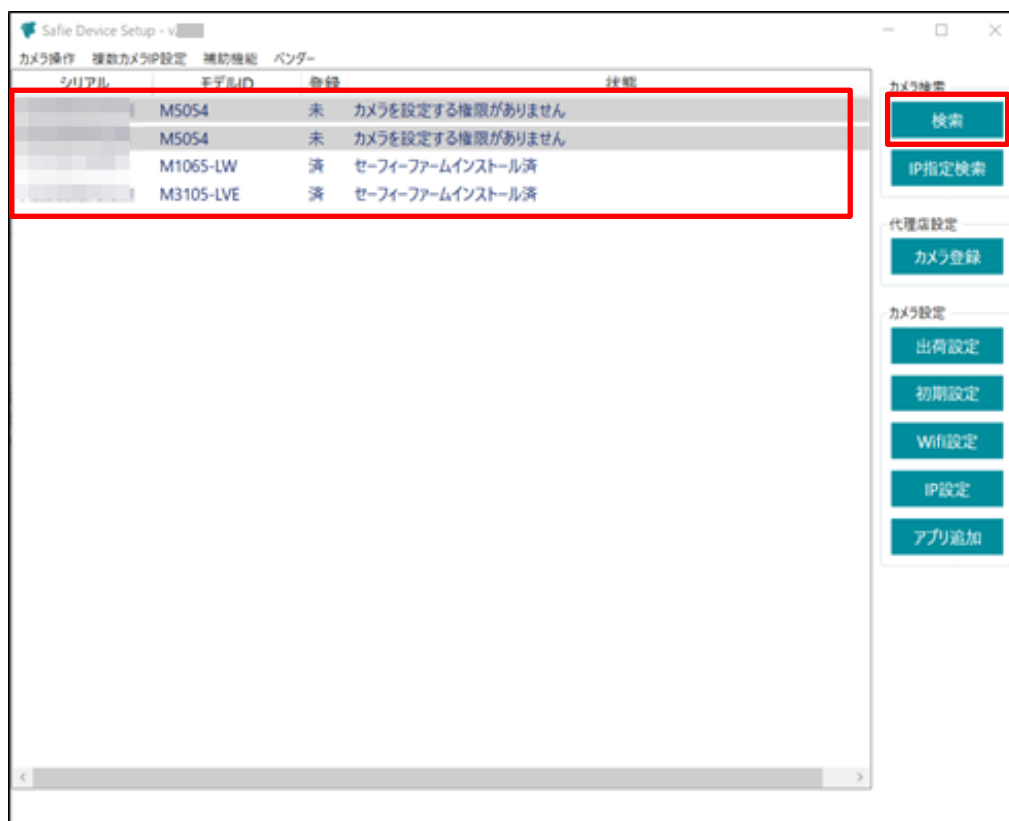 Safie Device Setup - v.
カメラ操作 複数カメラIP設定 補助機能 ベンダー
シリアル モデルID 登録 状態
M5054 未 カメラを設定する権限がありません
M5054 未 カメラを設定する権限がありません
M1065-LW 済 セーフィーファームインストール済
M3105-LVE 済 セーフィーファームインストール済
カメラ検索
検索
IP指定検索
代理店設定
カメラ登録
カメラ設定
出荷設定
初期設定
Wifi設定
IP設定
アプリ追加